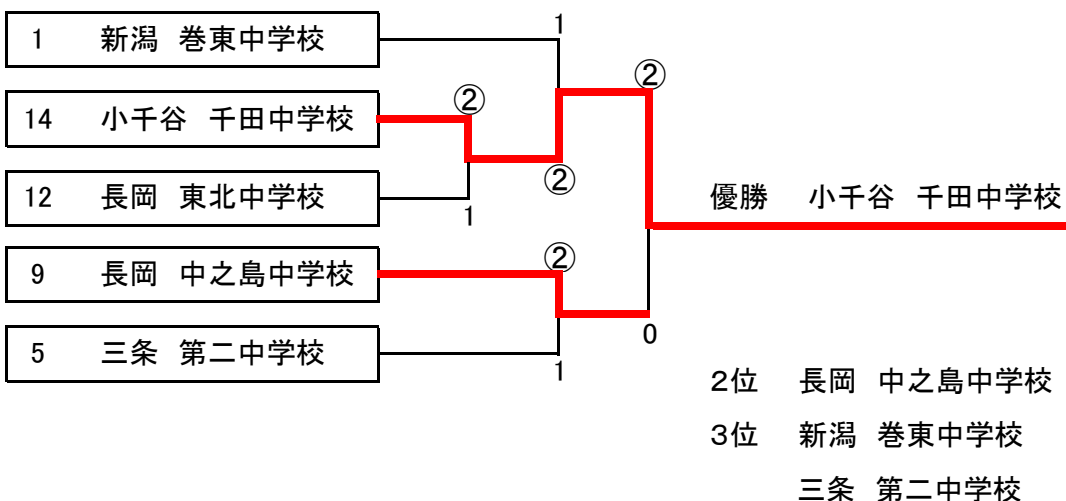 1
1 新潟 巻東中学校
②
②
14 小千谷 千田中学校
②
12 長岡 東北中学校
1
優勝 小千谷 千田中学校
②
9 長岡 中之島中学校
0
5 三条 第二中学校
1
2位 長岡 中之島中学校
3位 新潟 巻東中学校
三条 第二中学校